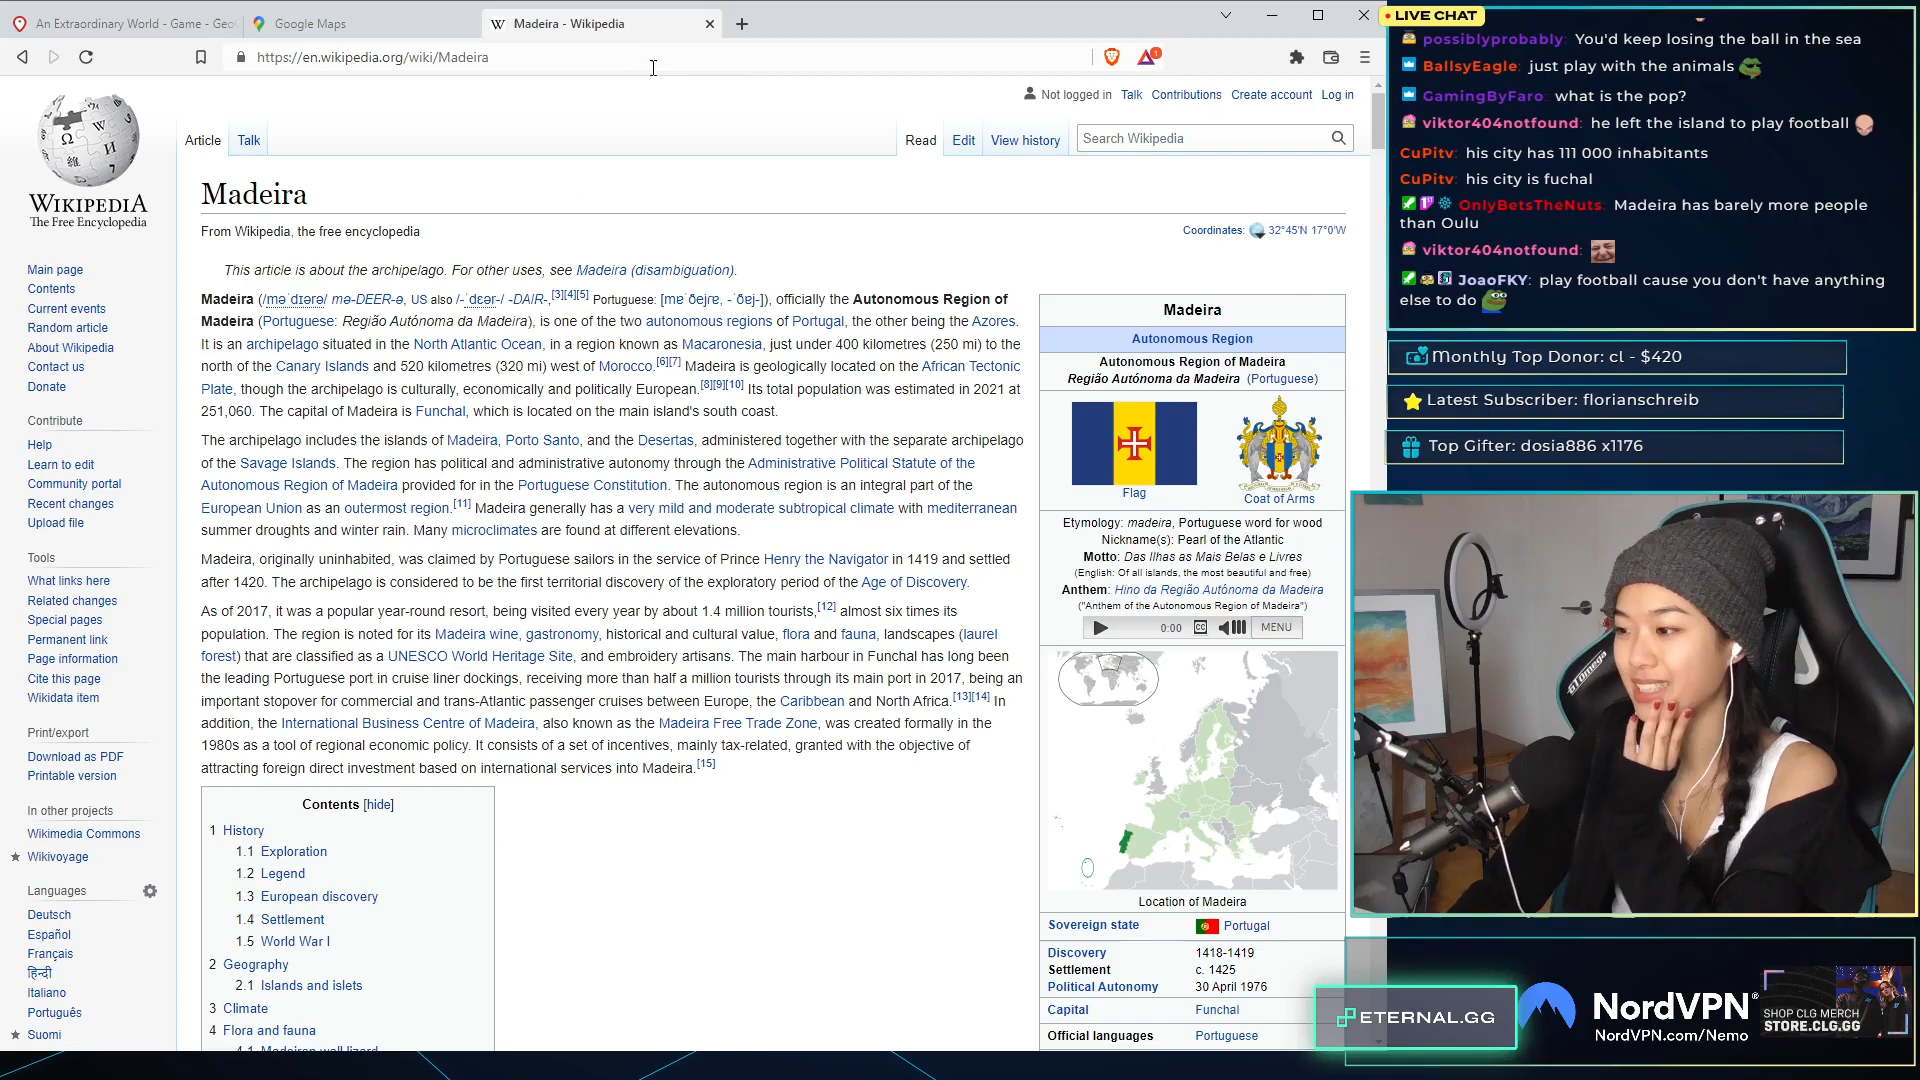 An Extraordinary World - Game - Geo
Google Maps
Madeira - Wikipedia
https://en.wikipedia.org/wiki/Madeira
Not logged in Talk Contributions Create account Log in
Article Talk
Read Edit View history
Search Wikipedia
WIKIPEDIA
The Free Encyclopedia
Main page
Contents
Current events
Random article
About Wikipedia
Contact us
Donate
Contribute
Help
Learn to edit
Community portal
Recent changes
Upload file
Tools
What links here
Related changes
Special pages
Permanent link
Page information
Cite this page
Wikidata item
Print/export
Download as PDF
Printable version
In other projects
Wikimedia Commons
Wikivoyage
Languages
Deutsch
Español
Français
हिन्दी
Italiano
Português
Suomi
Madeira
From Wikipedia, the free encyclopedia
Coordinates: 32°45′N 17°0′W
This article is about the archipelago. For other uses, see Madeira (disambiguation).
Madeira (/məˈdɪərə/ mə-DEER-ə, US also /-ˈdɛər-/ -DAIR-,[3][4][5] Portuguese: [mɐˈðejɾɐ, -ˈðɐj-]), officially the Autonomous Region of
Madeira (Portuguese: Região Autónoma da Madeira), is one of the two autonomous regions of Portugal, the other being the Azores.
It is an archipelago situated in the North Atlantic Ocean, in a region known as Macaronesia, just under 400 kilometres (250 mi) to the
north of the Canary Islands and 520 kilometres (320 mi) west of Morocco.[6][7] Madeira is geologically located on the African Tectonic
Plate, though the archipelago is culturally, economically and politically European.[8][9][10] Its total population was estimated in 2021 at
251,060. The capital of Madeira is Funchal, which is located on the main island's south coast.
The archipelago includes the islands of Madeira, Porto Santo, and the Desertas, administered together with the separate archipelago
of the Savage Islands. The region has political and administrative autonomy through the Administrative Political Statute of the
Autonomous Region of Madeira provided for in the Portuguese Constitution. The autonomous region is an integral part of the
European Union as an outermost region.[11] Madeira generally has a very mild and moderate subtropical climate with mediterranean
summer droughts and winter rain. Many microclimates are found at different elevations.
Madeira, originally uninhabited, was claimed by Portuguese sailors in the service of Prince Henry the Navigator in 1419 and settled
after 1420. The archipelago is considered to be the first territorial discovery of the exploratory period of the Age of Discovery.
As of 2017, it was a popular year-round resort, being visited every year by about 1.4 million tourists,[12] almost six times its
population. The region is noted for its Madeira wine, gastronomy, historical and cultural value, flora and fauna, landscapes (laurel
forest) that are classified as a UNESCO World Heritage Site, and embroidery artisans. The main harbour in Funchal has long been
the leading Portuguese port in cruise liner dockings, receiving more than half a million tourists through its main port in 2017, being an
important stopover for commercial and trans-Atlantic passenger cruises between Europe, the Caribbean and North Africa.[13][14] In
addition, the International Business Centre of Madeira, also known as the Madeira Free Trade Zone, was created formally in the
1980s as a tool of regional economic policy. It consists of a set of incentives, mainly tax-related, granted with the objective of
attracting foreign direct investment based on international services into Madeira.[15]
Contents [hide]
1 History
1.1 Exploration
1.2 Legend
1.3 European discovery
1.4 Settlement
1.5 World War I
2 Geography
2.1 Islands and islets
3 Climate
4 Flora and fauna
4.1 Madeiran wall lizard
Madeira
Autonomous Region
Autonomous Region of Madeira
Região Autónoma da Madeira (Portuguese)
Flag
Coat of Arms
Etymology: madeira, Portuguese word for wood
Nickname(s): Pearl of the Atlantic
Motto: Das Ilhas as Mais Belas e Livres
(English: Of all islands, the most beautiful and free)
Anthem: Hino da Região Autónoma da Madeira
("Anthem of the Autonomous Region of Madeira")
0:00 CC MENU
Location of Madeira
Sovereign state Portugal
Discovery 1418-1419
Settlement c. 1425
Political Autonomy 30 April 1976
Capital Funchal
Official languages Portuguese
LIVE CHAT
possiblyprobably: You'd keep losing the ball in the sea
BallsyEagle: just play with the animals
GamingByFaro: what is the pop?
viktor404notfound: he left the island to play football
CuPitv: his city has 111 000 inhabitants
CuPitv: his city is fuchal
OnlyBetsTheNuts: Madeira has barely more people
than Oulu
viktor404notfound:
JoaoFKY: play football cause you don't have anything
else to do
Monthly Top Donor: cl - $420
Latest Subscriber: florianschreib
Top Gifter: dosia886 x1176
ETERNAL.GG
NordVPN®
NordVPN.com/Nemo
SHOP CLG MERCH
STORE.CLG.GG